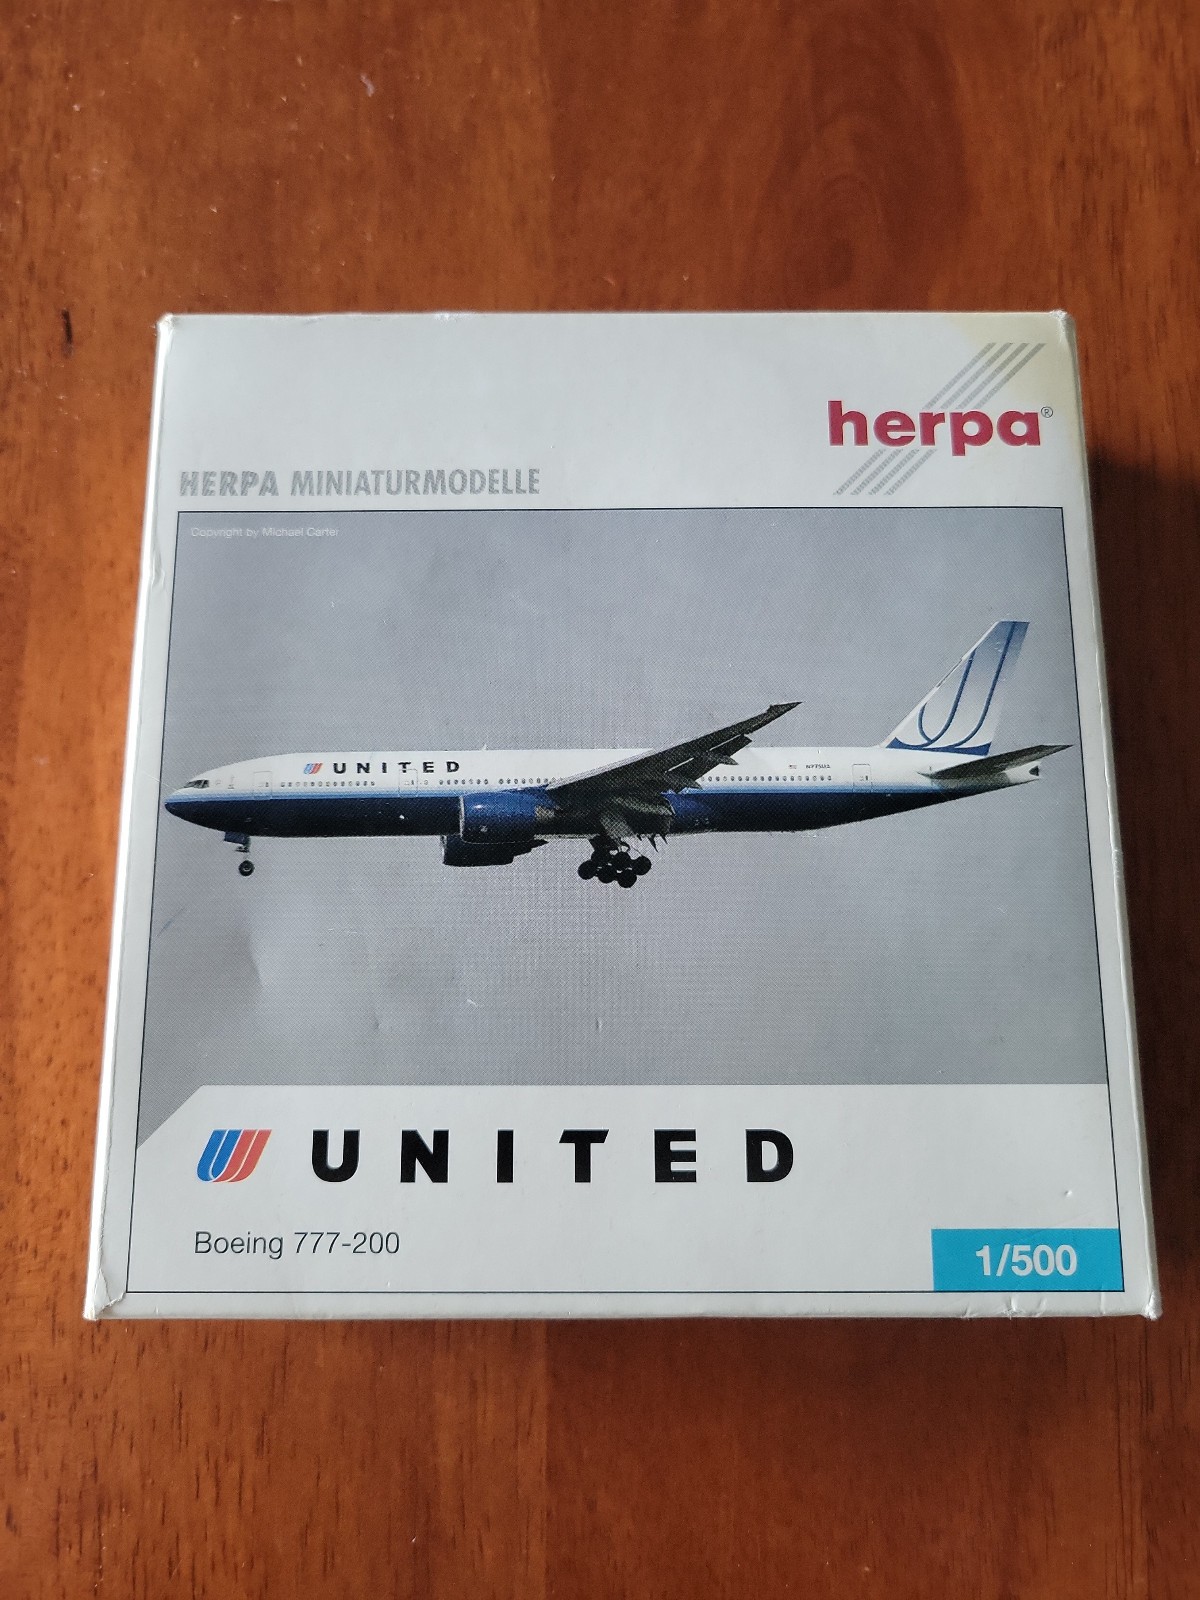 herpa®
HERPA MINIATURMODELLE
Copyright by Michael Carter
UNITED
UNITED
Boeing 777-200
1/500